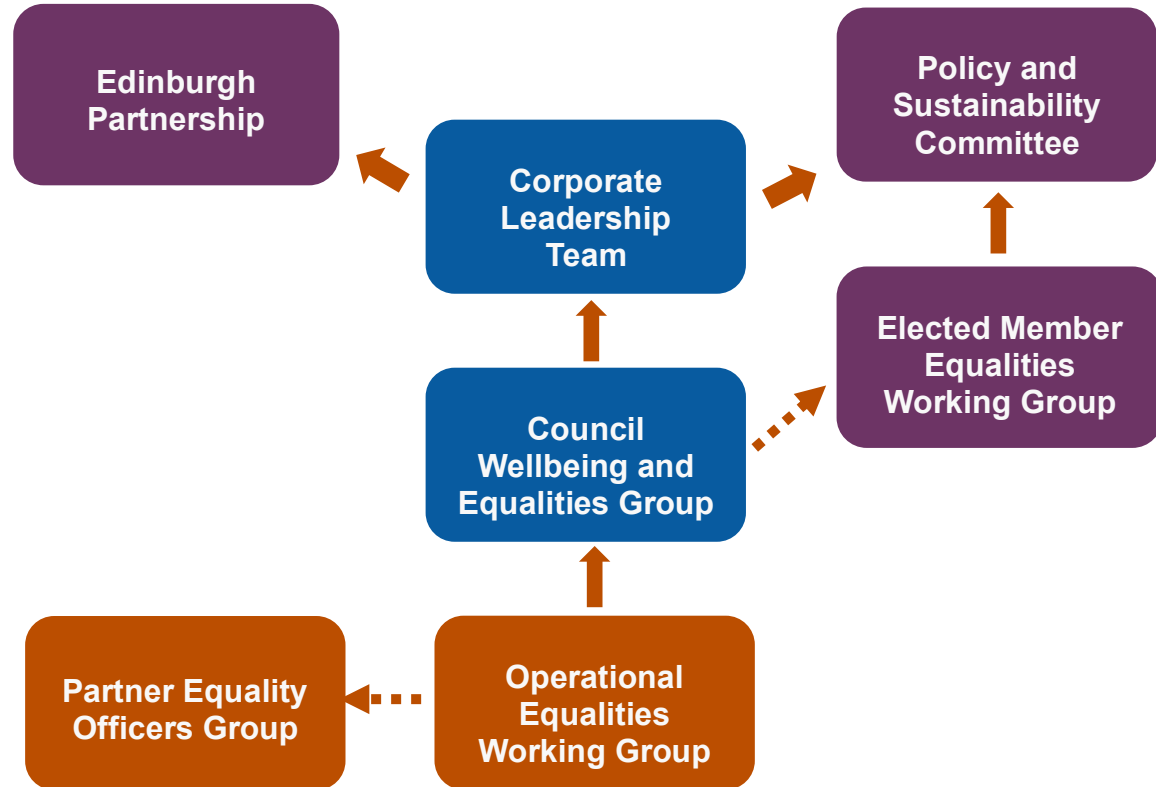 Edinburgh
Partnership
Policy and
Sustainability
Committee
Corporate
Leadership
Team
Elected Member
Equalities
Working Group
Council
Wellbeing and
Equalities Group
Partner Equality
Officers Group
Operational
Equalities
Working Group